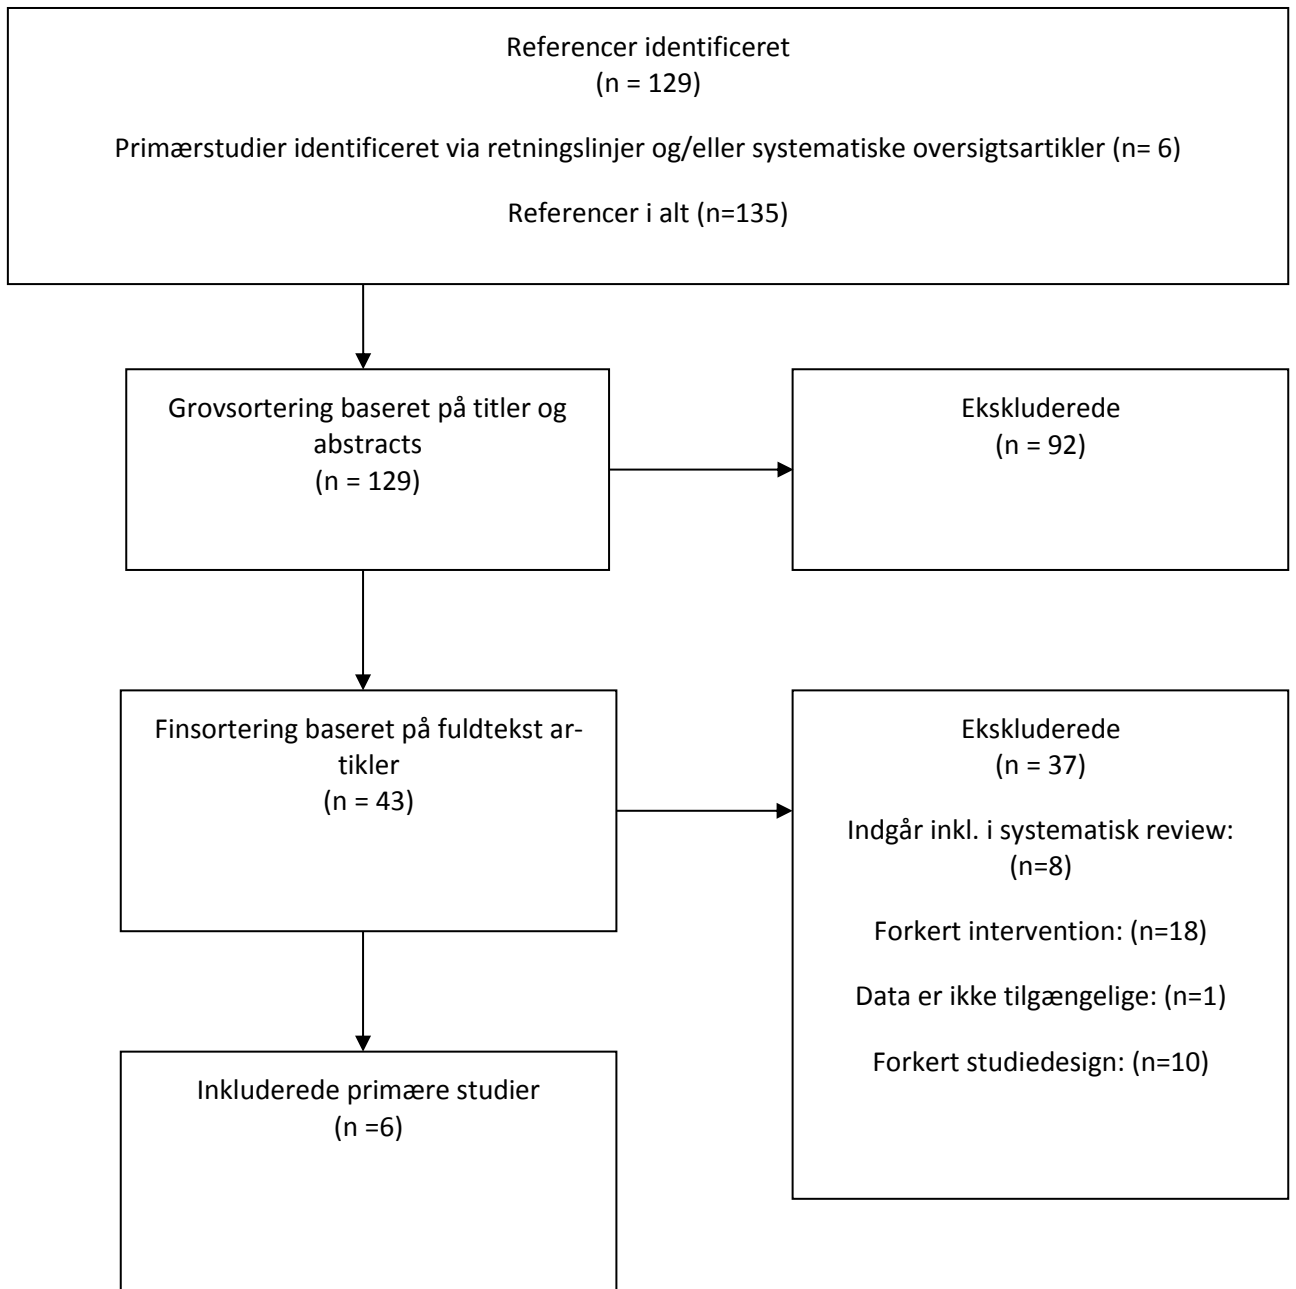 Referencer identificeret
(n = 129)
Primærstudier identificeret via retningslinjer og/eller systematiske oversigtsartikler (n= 6)
Referencer i alt (n=135)
Grovsortering baseret på titler og
abstracts
(n = 129)
Ekskluderede
(n = 92)
Finsortering baseret på fuldtekst ar-
tikler
(n = 43)
Ekskluderede
(n = 37)
Indgår inkl. i systematisk review:
(n=8)
Forkert intervention: (n=18)
Data er ikke tilgængelige: (n=1)
Forkert studiedesign: (n=10)
Inkluderede primære studier
(n =6)